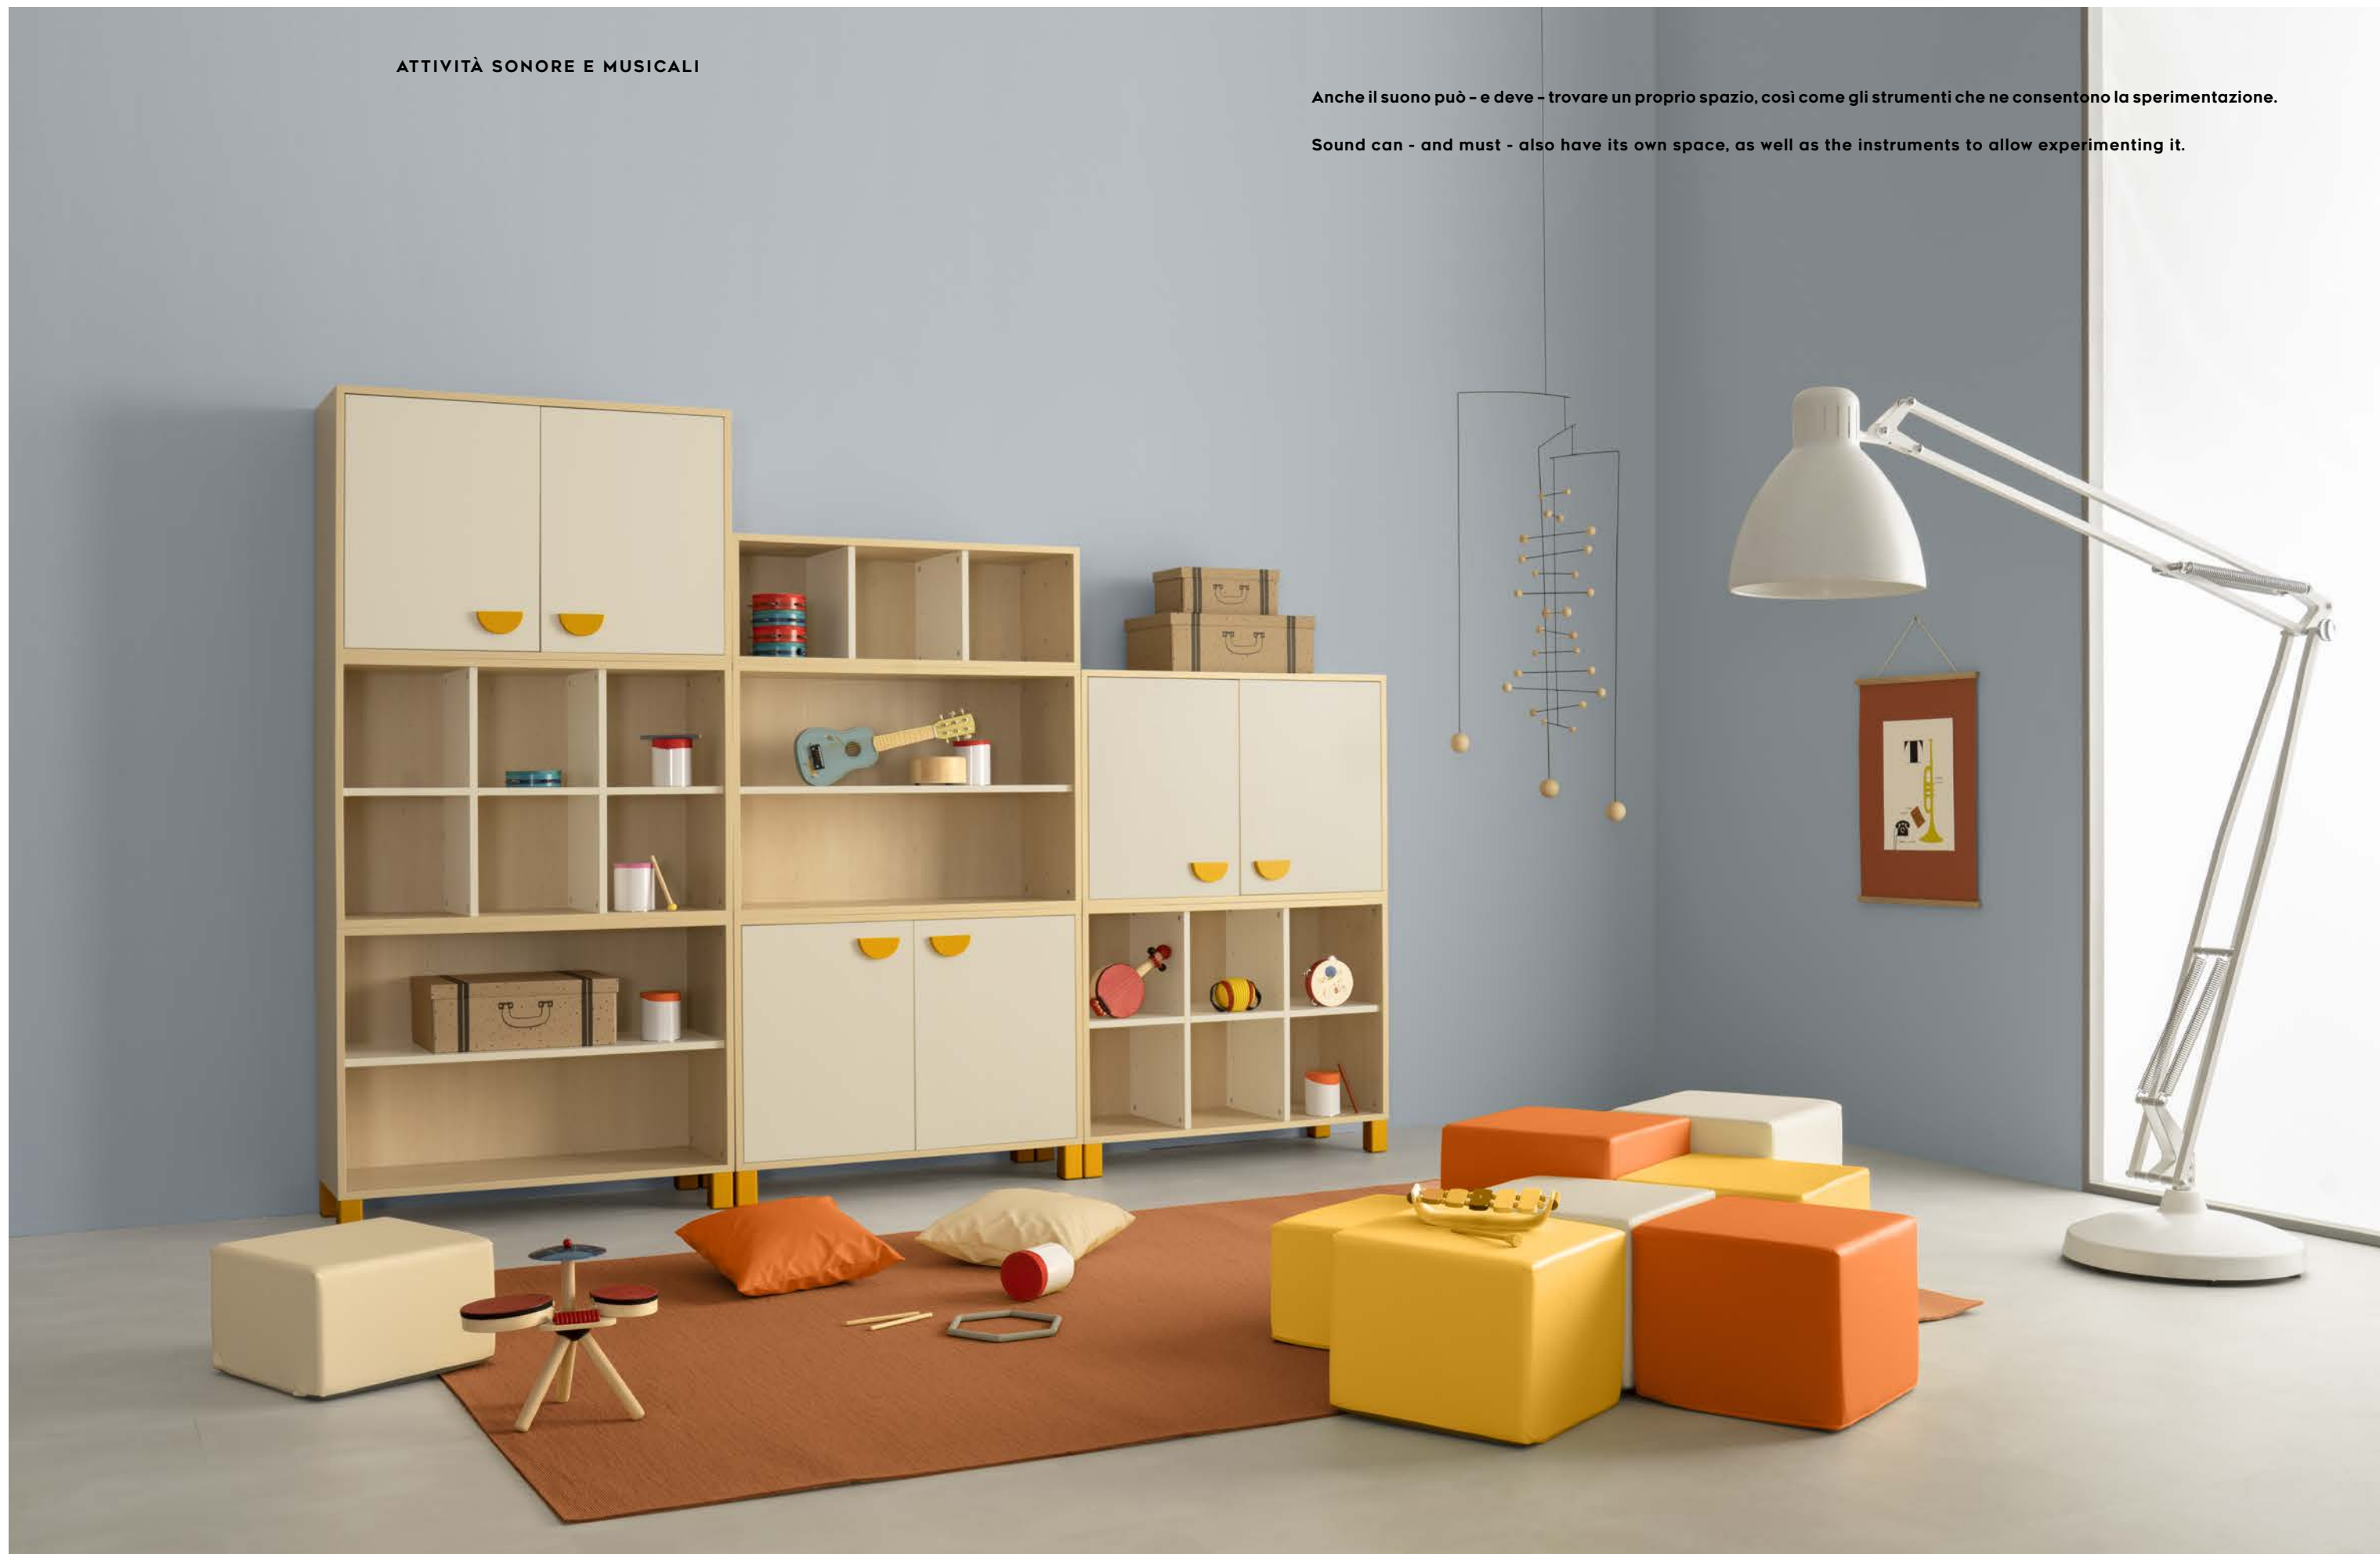 ATTIVITÀ SONORE E MUSICALI
Anche il suono può – e deve – trovare un proprio spazio, così come gli strumenti che ne consentono la sperimentazione.
Sound can - and must - also have its own space, as well as the instruments to allow experimenting it.
T